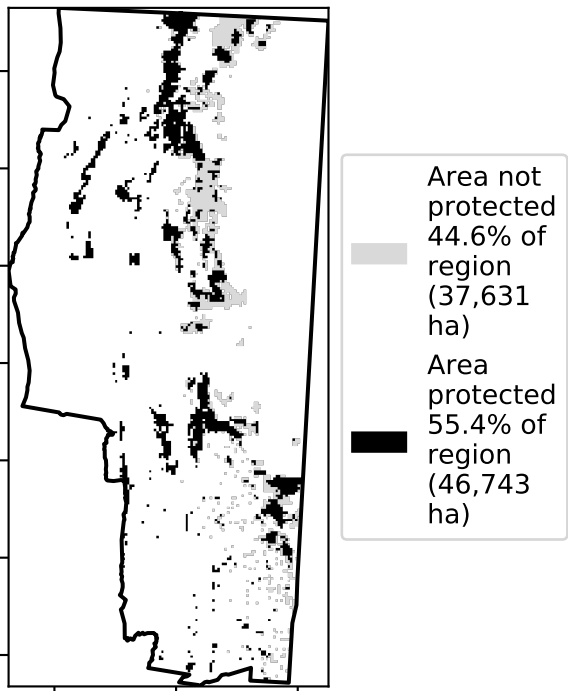 Area not
protected
44.6% of
region
(37,631
ha)
Area
protected
55.4% of
region
(46,743
ha)